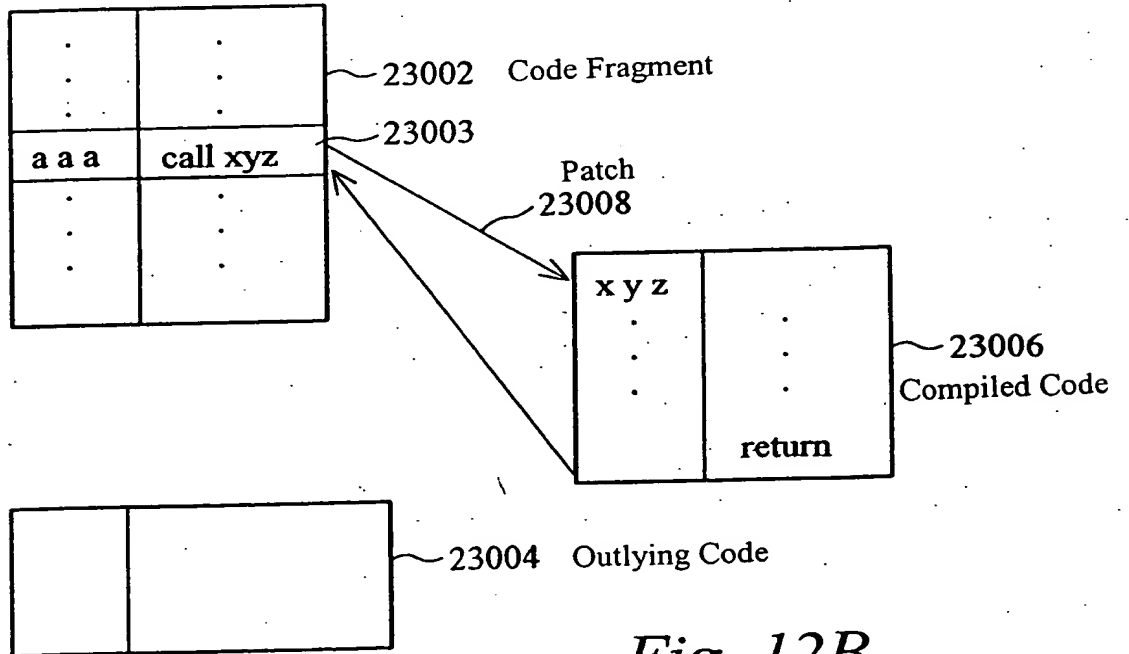 23002 Code Fragment
23003
a a a call xyz
Patch
23008
x y z
23006
Compiled Code
return
23004 Outlying Code
Fig. 12B